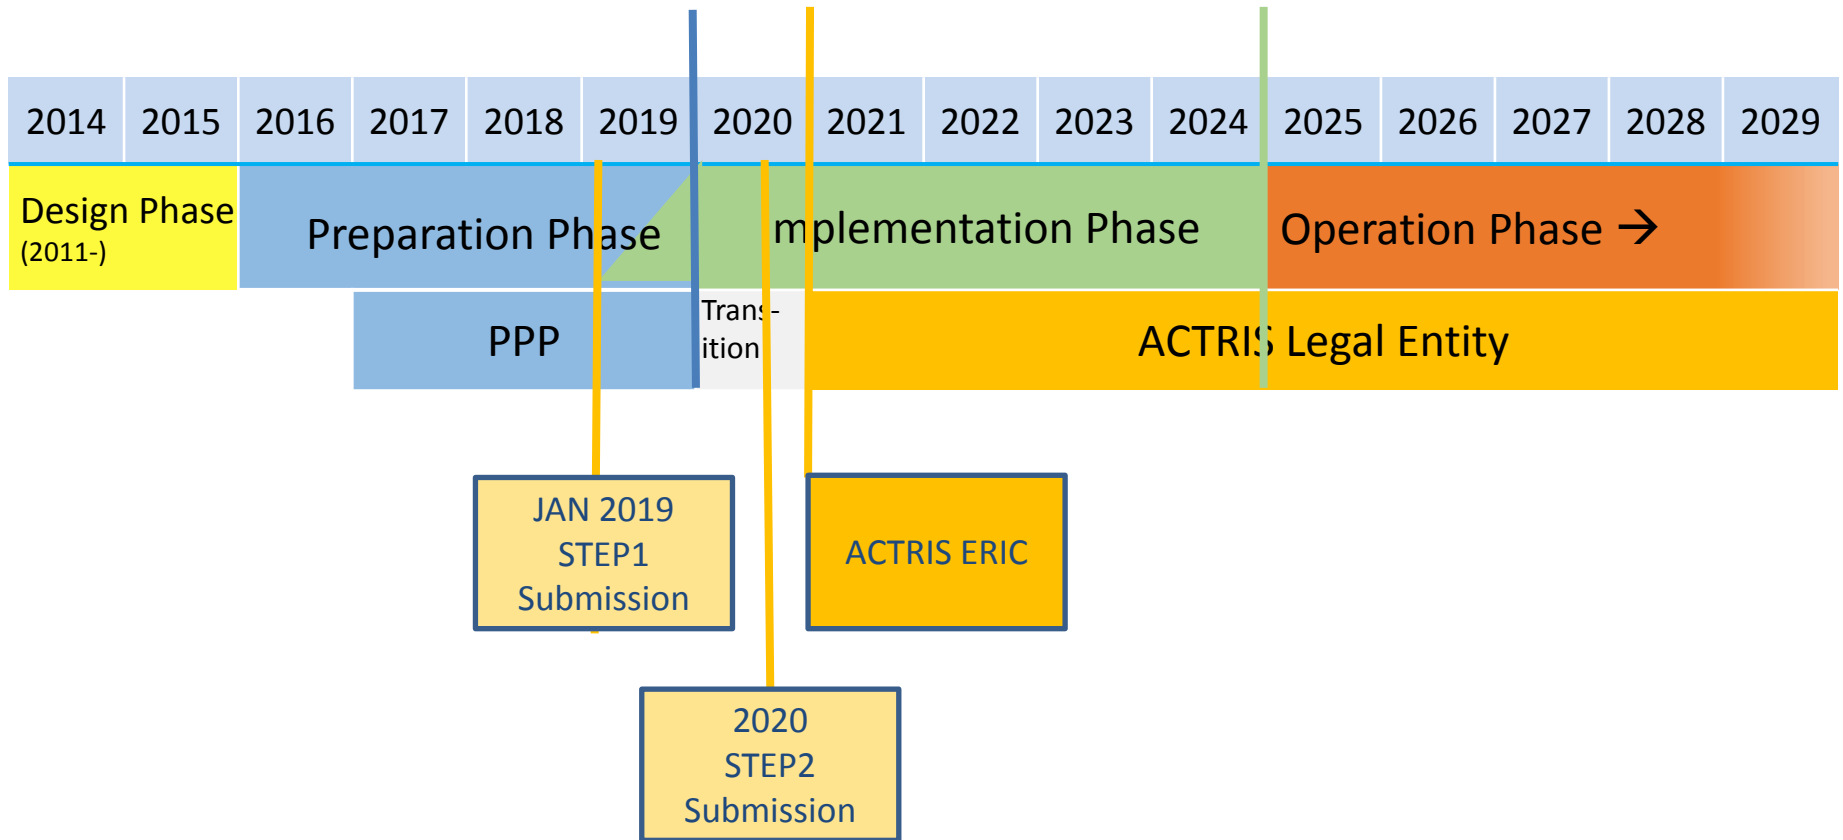 2014 2015 2016 2017 2018 2019 2020 2021 2022 2023 2024 2025 2026 2027 2028 2029
Design Phase
(2011-)
Preparation Phase
mplementation Phase
Operation Phase →
PPP
Trans-
ition
ACTRIS Legal Entity
JAN 2019
STEP1
Submission
ACTRIS ERIC
2020
STEP2
Submission